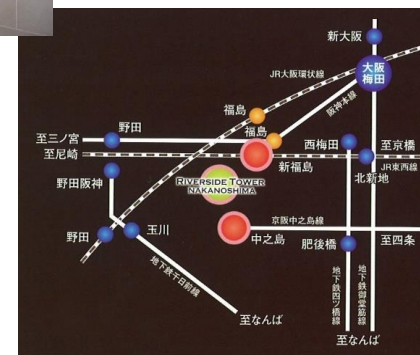 新大阪
大阪
梅田
JR大阪環状線
阪神本線
福島
福島
野田
至三ノ宮
至尼崎
西梅田
至京橋
JR東西線
北新地
新福島
野田阪神
RIVERSIDE TOWER
NAKANOSHIMA
京阪中之島線
野田
玉川
中之島
肥後橋
至四条
地下鉄千日前線
地下鉄四ツ橋線
地下鉄御堂筋線
至なんば
至なんば